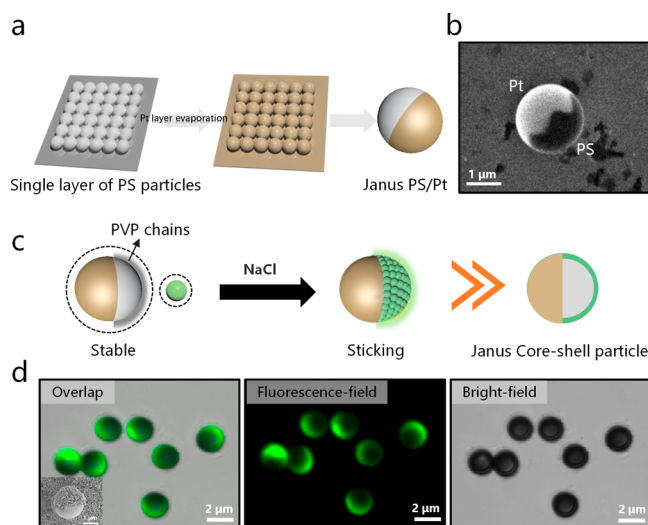 a
b
Pt layer evaporation
Single layer of PS particles
Janus PS/Pt
Pt
PS
1 μm
c
PVP chains
NaCl
Stable
Sticking
Janus Core-shell particle
d
Overlap
Fluorescence-field
Bright-field
2 μm
2 μm
2 μm